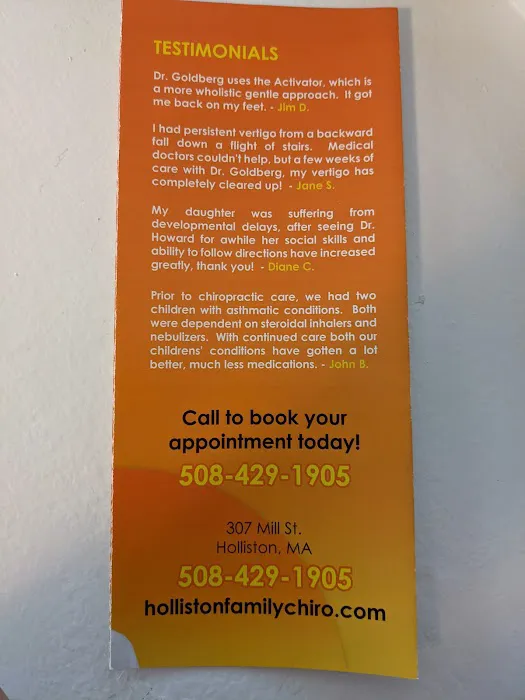 TESTIMONIALS
Dr. Goldberg uses the Activator, which is
a more wholistic gentle approach. It got
me back on my feet. - Jim D.
I had persistent vertigo from a backward
fall down a flight of stairs. Medical
doctors couldn't help, but a few weeks of
care with Dr. Goldberg, my vertigo has
completely cleared up! - Jane S.
My daughter was suffering from
developmental delays, after seeing Dr.
Howard for awhile her social skills and
ability to follow directions have increased
greatly, thank you! - Diane C.
Prior to chiropractic care, we had two
children with asthmatic conditions. Both
were dependent on steroidal inhalers and
nebulizers. With continued care both our
childrens' conditions have gotten a lot
better, much less medications. - John B.
Call to book your
appointment today!
508-429-1905
307 Mill St.
Holliston, MA
508-429-1905
hollistonfamilychiro.com